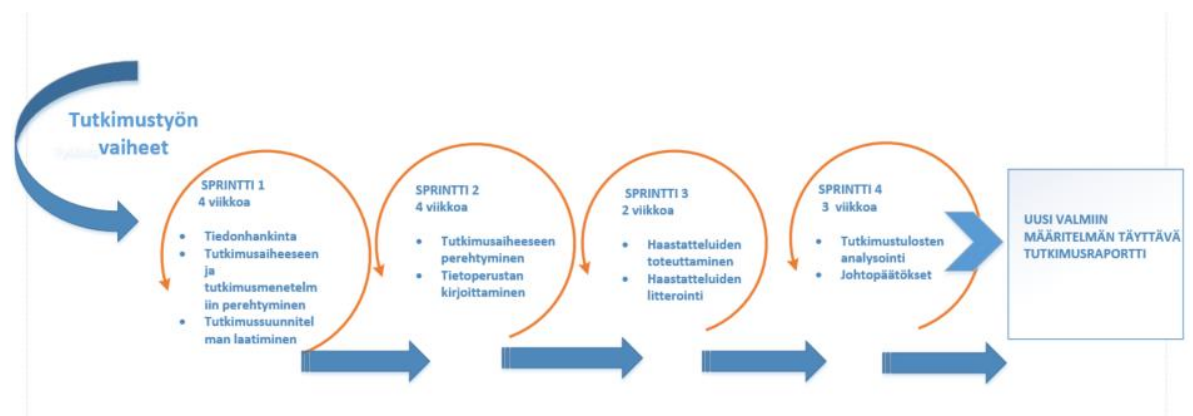 Tutkimustyön
vaiheet
SPRINTTI 1
4 viikkoa
• Tiedonhankinta
• Tutkimusaiheeseen
ja
tutkimusmenetelm
iin perehtyminen
• Tutkimussuunnitel
man laatiminen
SPRINTTI 2
4 viikkoa
• Tutkimusaiheeseen
perehtyminen
• Tietoperustan
kirjoittaminen
SPRINTTI 3
2 viikkoa
• Haastatteluiden
toteuttaminen
• Haastatteluiden
litterointi
SPRINTTI 4
3 viikkoa
• Tutkimustulosten
analysointi
• Johtopäätökset
UUSI VALMIIN
MÄÄRITELMÄN TÄYTTÄVÄ
TUTKIMUSRAPORTTI